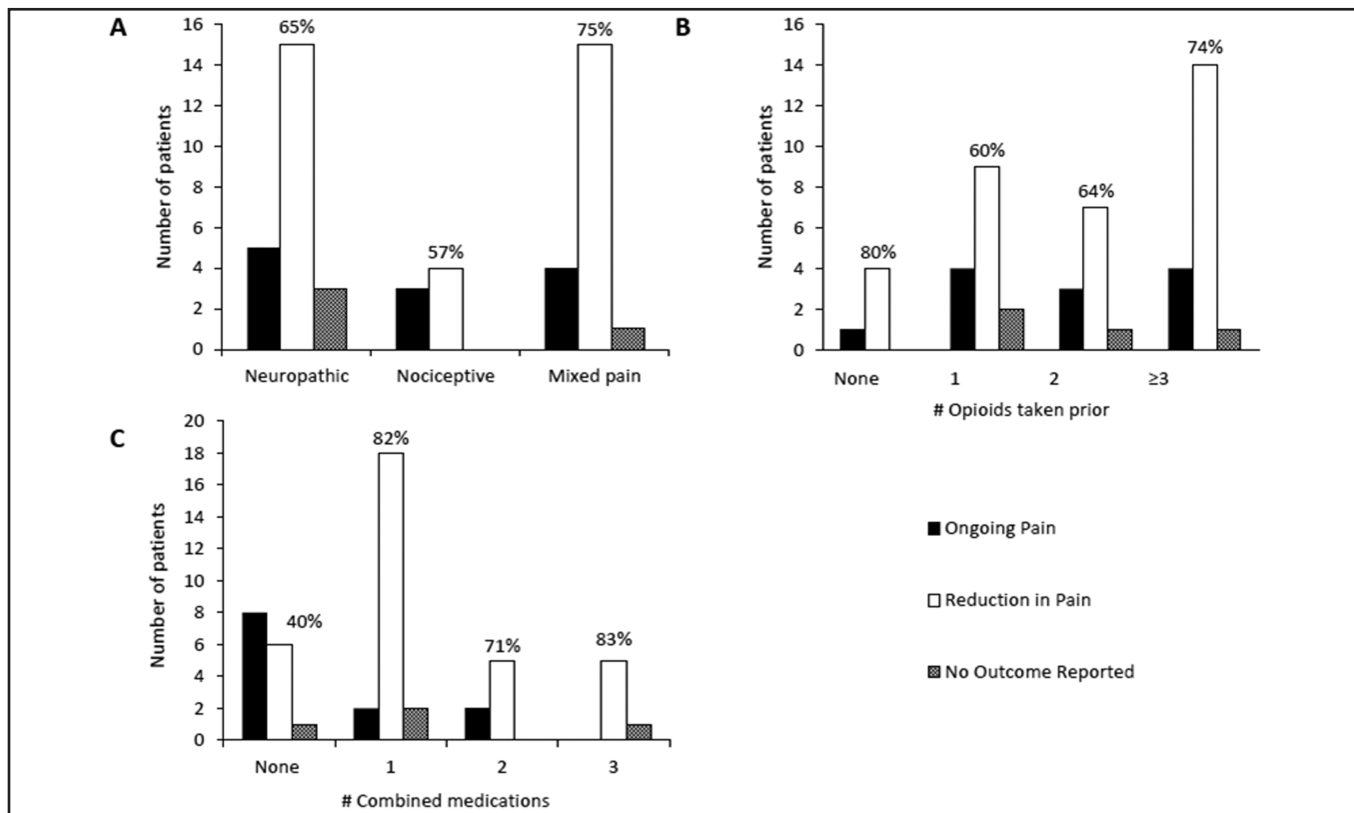 A
Number of patients
16
14
12
10
8
6
4
2
0
65%
57%
75%
Neuropathic
Nociceptive
Mixed pain
B
Number of patients
16
14
12
10
8
6
4
2
0
80%
60%
64%
74%
None
1
2
≥3
# Opioids taken prior
C
Number of patients
20
18
16
14
12
10
8
6
4
2
0
40%
82%
71%
83%
None
1
2
3
# Combined medications
Ongoing Pain
Reduction in Pain
No Outcome Reported